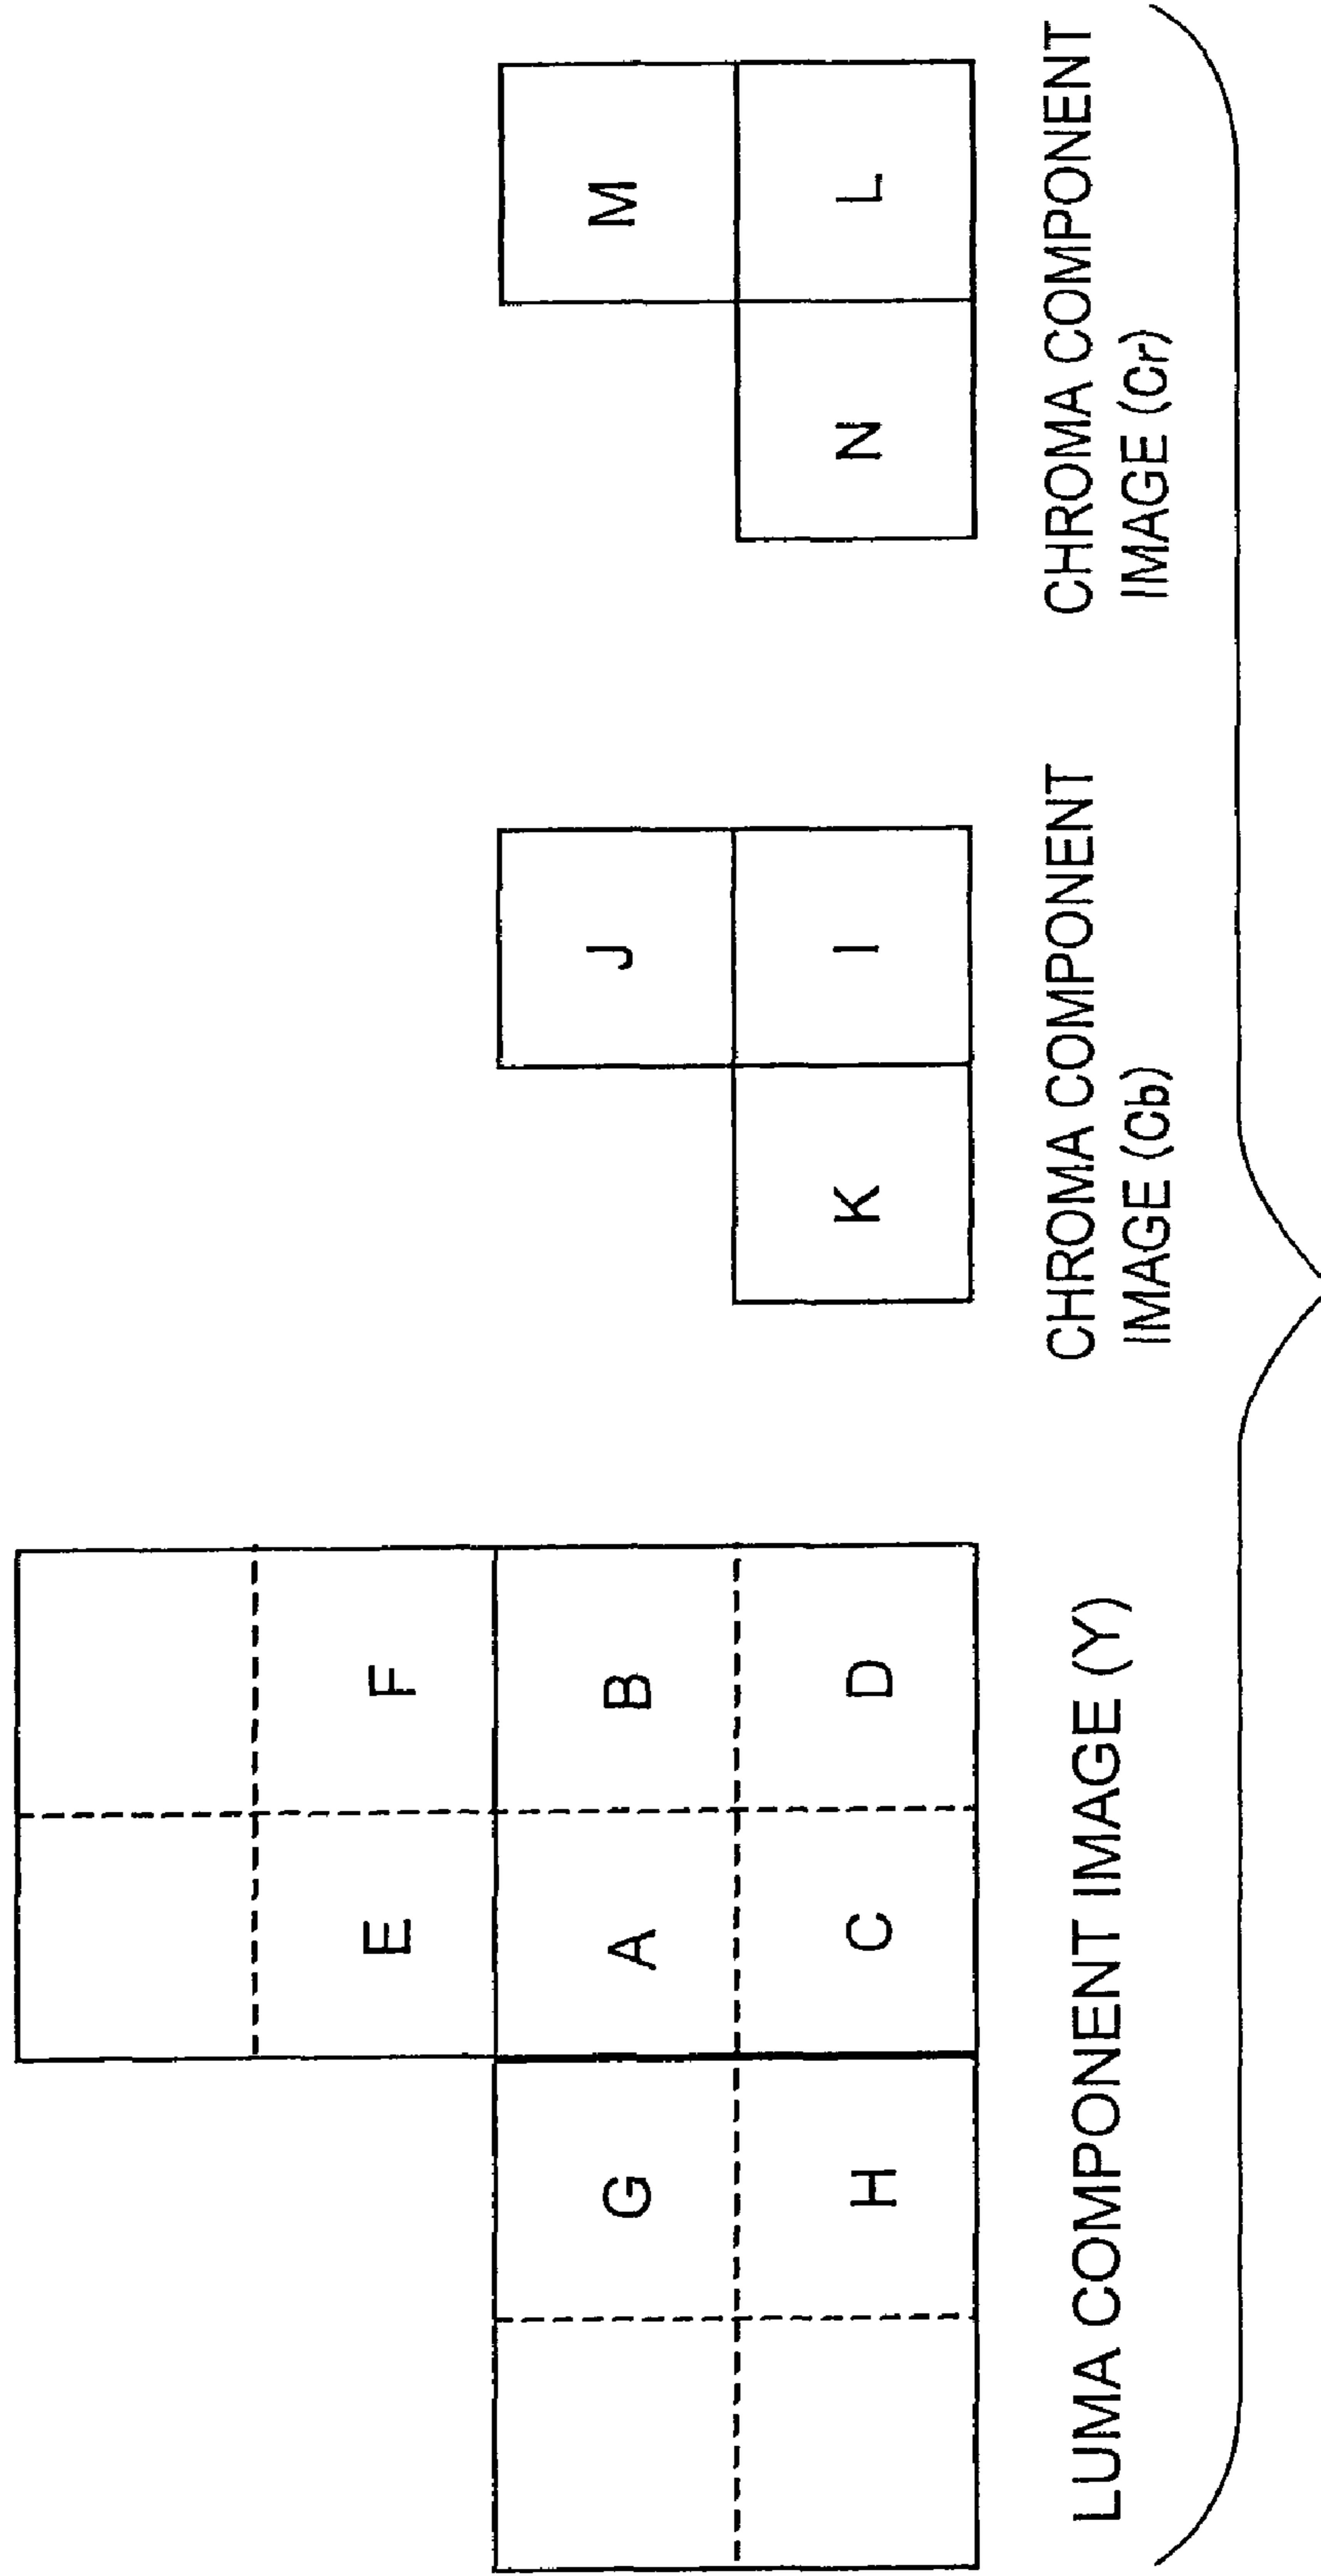 E F
G A B
H C D
LUMA COMPONENT IMAGE (Y)
J
K I
CHROMA COMPONENT
IMAGE (Cb)
M
N L
CHROMA COMPONENT
IMAGE (Cr)